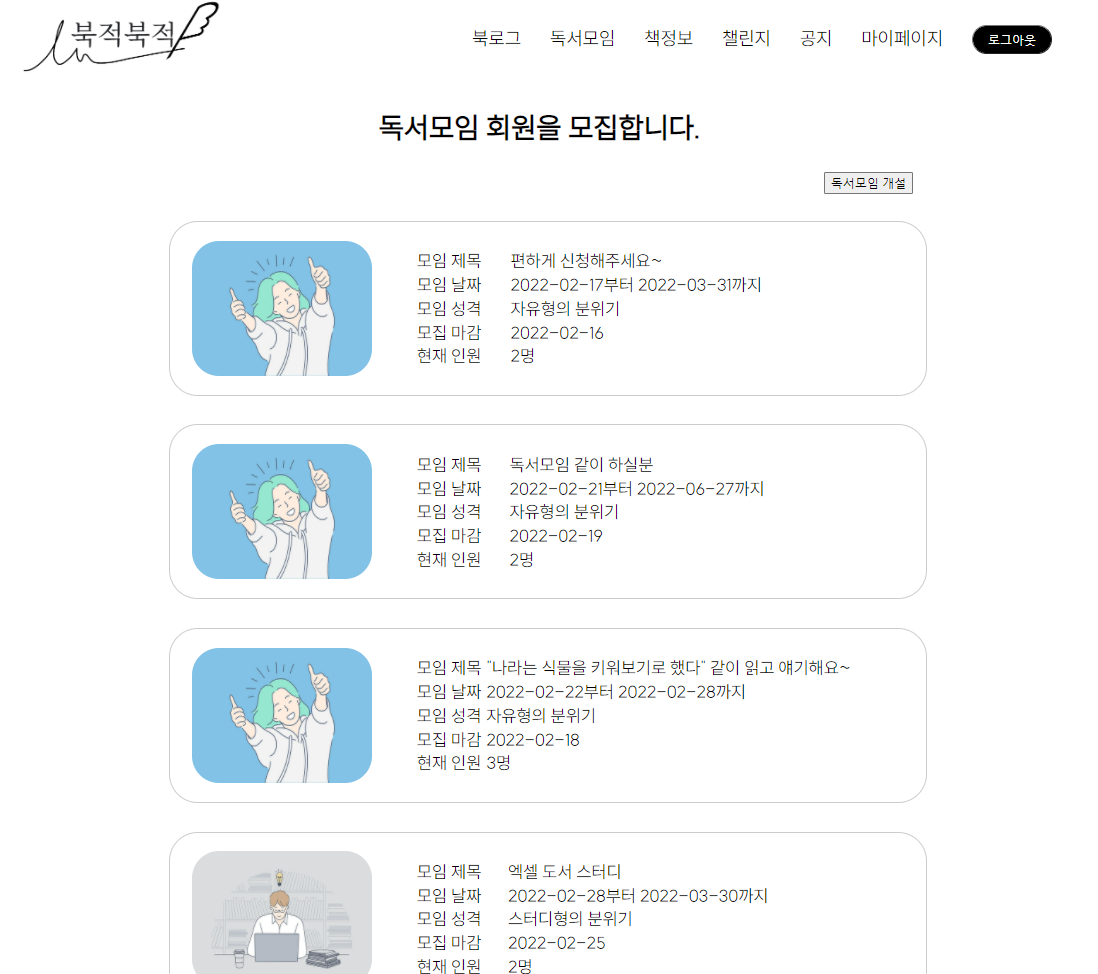 북적북적
북로그 독서모임 책정보 챌린지 공지 마이페이지 로그아웃
독서모임 회원을 모집합니다.
독서모임 개설
모임 제목 편하게 신청해주세요~
모임 날짜 2022-02-17부터 2022-03-31까지
모임 성격 자유형의 분위기
모집 마감 2022-02-16
현재 인원 2명
모임 제목 독서모임 같이 하실분
모임 날짜 2022-02-21부터 2022-06-27까지
모임 성격 자유형의 분위기
모집 마감 2022-02-19
현재 인원 2명
모임 제목 "나라는 식물을 키워보기로 했다" 같이 읽고 얘기해요~
모임 날짜 2022-02-22부터 2022-02-28까지
모임 성격 자유형의 분위기
모집 마감 2022-02-18
현재 인원 3명
모임 제목 엑셀 도서 스터디
모임 날짜 2022-02-28부터 2022-03-30까지
모임 성격 스터디형의 분위기
모집 마감 2022-02-25
현재 인원 2명